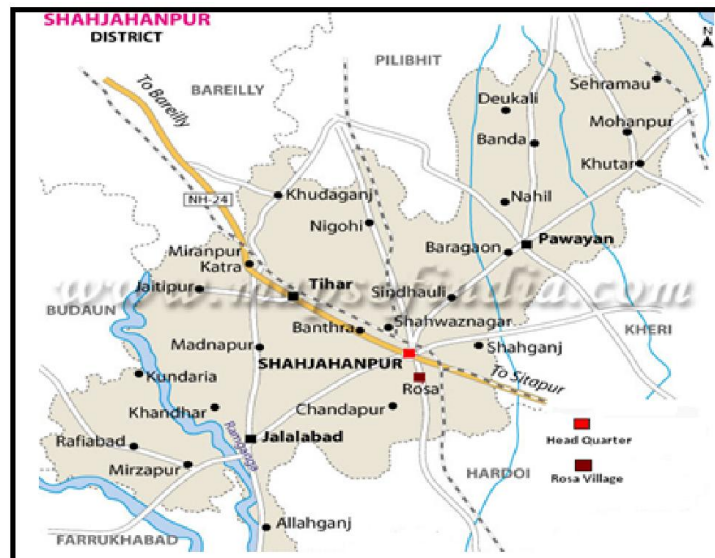 SHAHJAHANPUR
DISTRICT
N
PILIBHIT
BAREILLY
To Bareilly
Sehramau
Deukali
Mohanpur
Banda
Khutar
Khudaganj
NH-24
Nahil
Nigohi
Baragaon
Pawayan
Miranpur
Katra
Tihar
Jaitipur
www.mapsofindia.com
Sindhauli
BUDAUN
Banthra
Shahwaznagar
KHERI
Madnapur
Shahganj
SHAHJAHANPUR
To Sitapur
Kundaria
Rosa
Khandhar
Chandapur
Ramganga
Head Quarter
Rafiabad
Jalalabad
Mirzapur
HARDOI
Rosa Village
Allahganj
FARRUKHABAD